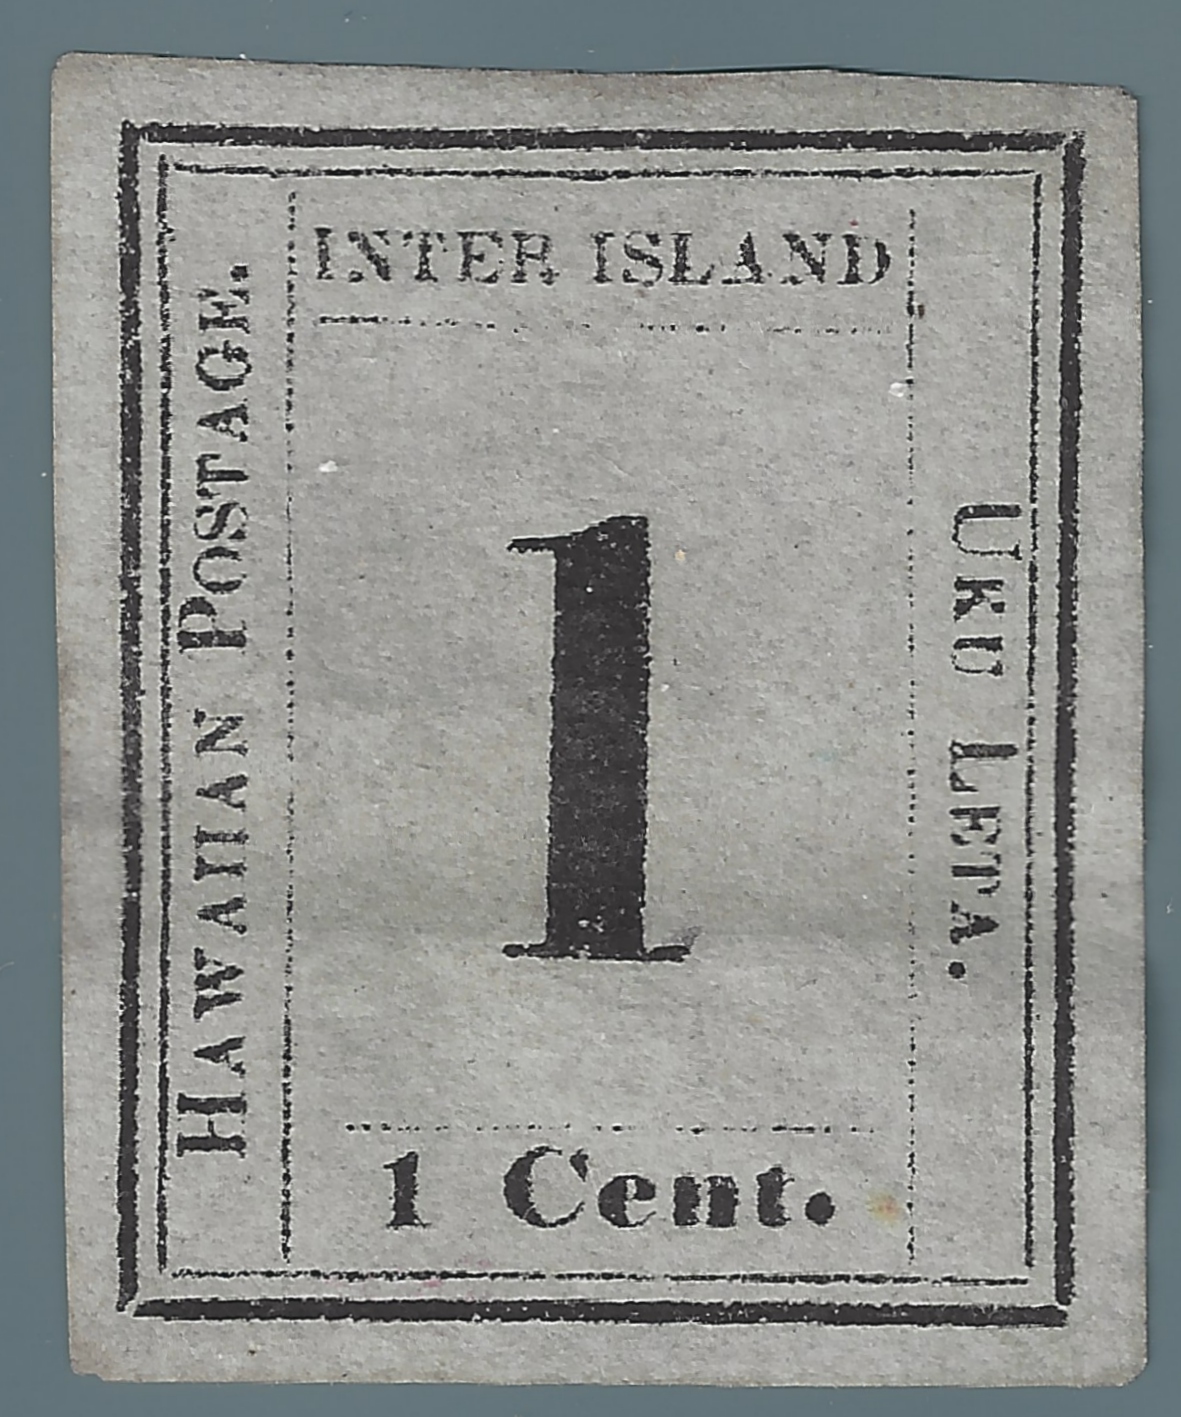 INTER ISLAND
HAWAIIAN POSTAGE.
1
UKU LETA.
1 Cent.